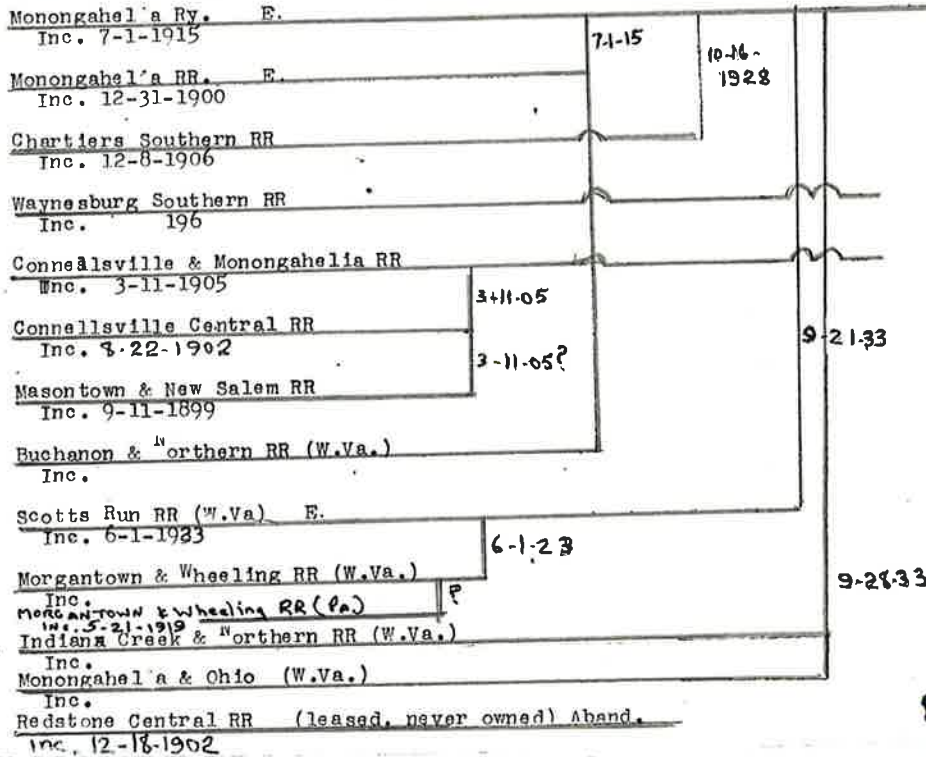 Monongahel'a Ry. E.
Inc. 7-1-1915
7-1-15
10-16-
1928
Monongahel'a RR. E.
Inc. 12-31-1900
Chartiers Southern RR
Inc. 12-8-1906
Waynesburg Southern RR
Inc. 196
Conneålsville & Monongahelia RR
Inc. 3-11-1905
3-11-05
Connellsville Central RR
Inc. 8-22-1902
9-21-33
3-11-05?
Masontown & New Salem RR
Inc. 9-11-1899
Buchanon & Northern RR (W.Va.)
Inc.
Scotts Run RR (W.Va) E.
Inc. 6-1-1923
6-1-23
Morgantown & Wheeling RR (W.Va.)
Inc.
9-28-33
?
MORGANTOWN & Wheeling RR (PA.)
INC. 5-21-1919
Indiana Creek & Northern RR (W.Va.)
Inc.
Monongahel'a & Ohio (W.Va.)
Inc.
Redstone Central RR (leased, never owned) Aband.
Inc. 12-18-1902